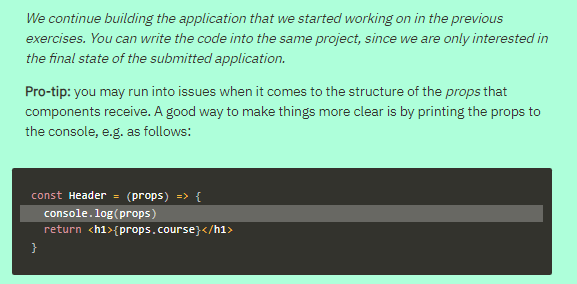 We continue building the application that we started working on in the previous
exercises. You can write the code into the same project, since we are only interested in
the final state of the submitted application.
Pro-tip: you may run into issues when it comes to the structure of the props that
components receive. A good way to make things more clear is by printing the props to
the console, e.g. as follows:
const Header = (props) => {
  console.log(props)
  return <h1>{props.course}</h1>
}